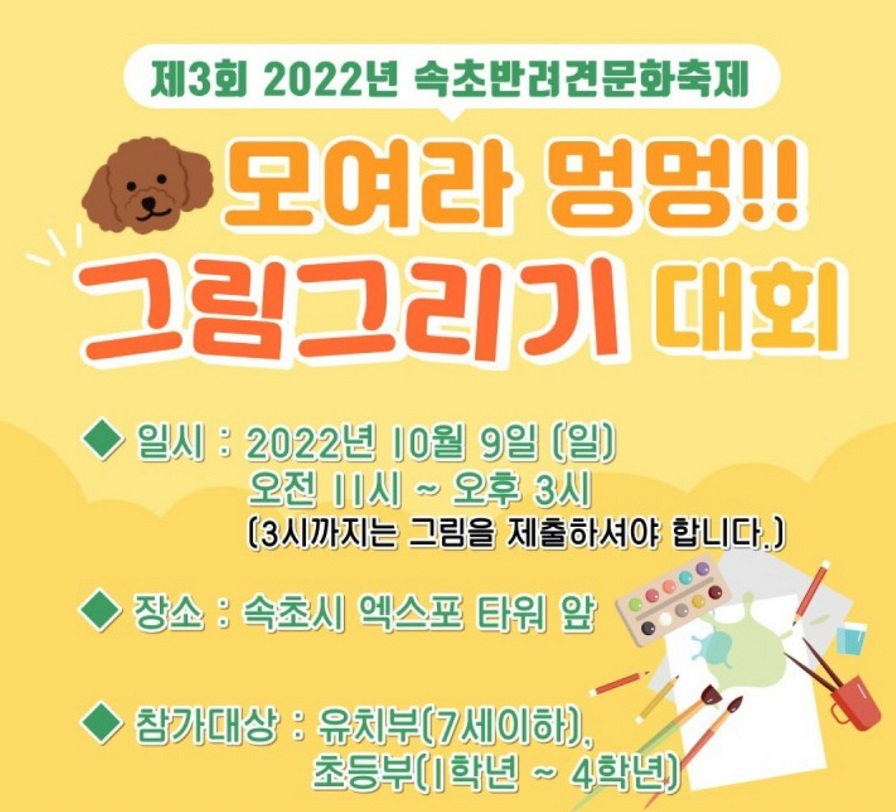 제3회 2022년 속초반려견문화축제
모여라 멍멍!!
그림그리기 대회
◆ 일시 : 2022년 10월 9일 (일)
오전 11시 ~ 오후 3시
(3시까지는 그림을 제출하셔야 합니다.)
◆ 장소 : 속초시 엑스포 타워 앞
◆ 참가대상 : 유치부(7세이하),
초등부(1학년 ~ 4학년)